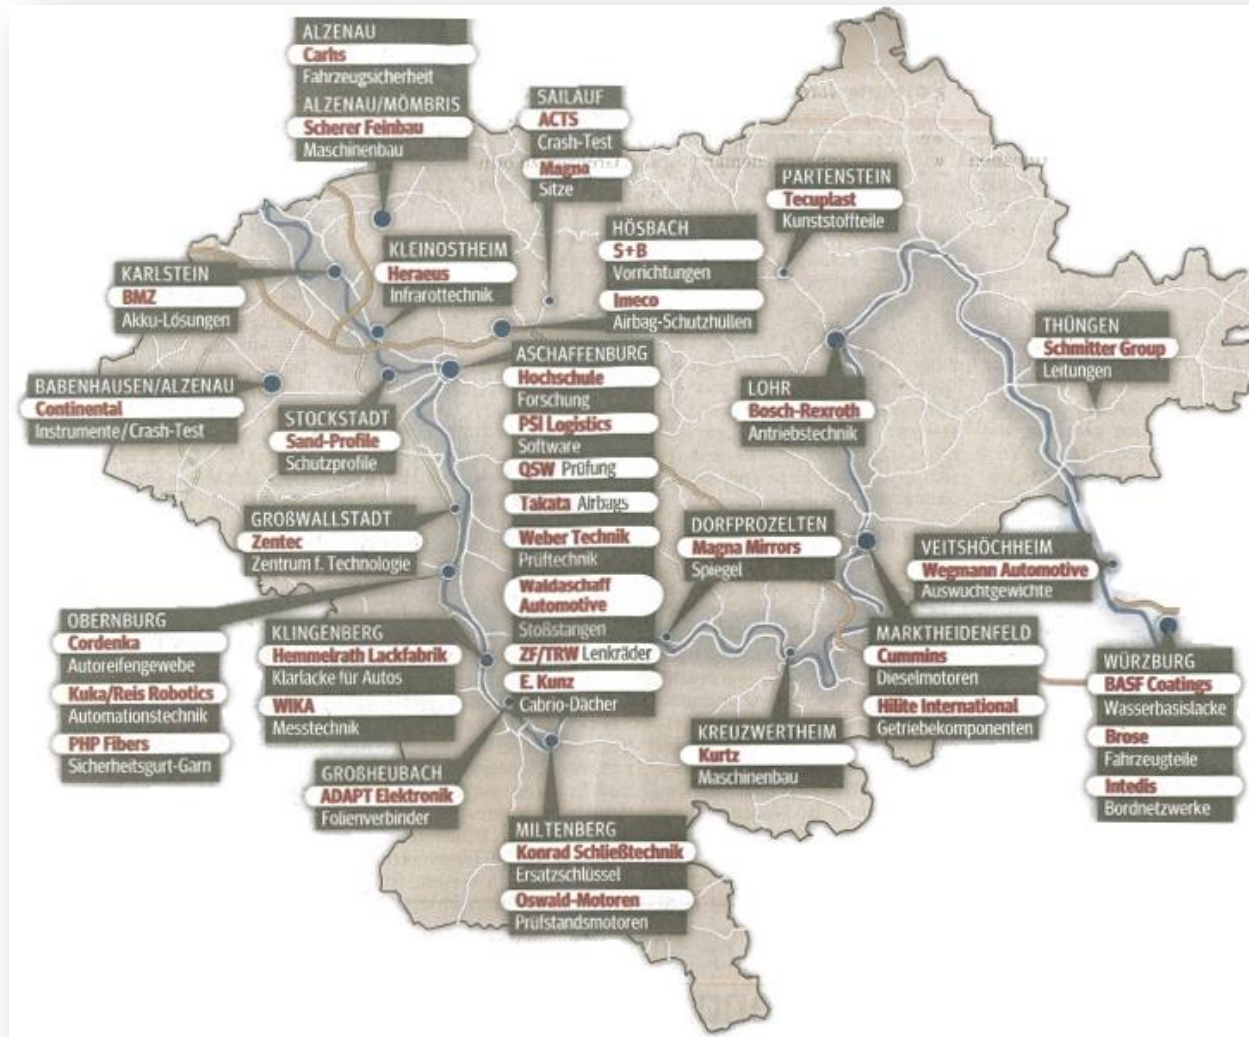 ALZENAU
Carhs
Fahrzeugsicherheit
ALZENAU/MÖMBRIS
Scherer Feinbau
Maschinenbau
SAILAUF
ACTS
Crash-Test
Magna
Sitze
PARTENSTEIN
Tecuplast
Kunststoffteile
HÖSBACH
S+B
Vorrichtungen
Imeco
Airbag-Schutzhüllen
KLEINOSTHEIM
Heraeus
Infrarottechnik
KARLSTEIN
BMZ
Akku-Lösungen
THÜNGEN
Schmitter Group
Leitungen
BABENHAUSEN/ALZENAU
Continental
Instrumente/Crash-Test
STOCKSTADT
Sand-Profile
Schutzprofile
ASCHAFFENBURG
Hochschule
Forschung
PSI Logistics
Software
QSW Prüfung
Takata Airbags
Weber Technik
Prüftechnik
Waldaschaff
Automotive
Stoßstangen
ZF/TRW Lenkräder
E. Kunz
Cabrio-Dächer
LOHR
Bosch-Rexroth
Antriebstechnik
GROßWALLSTADT
Zentec
Zentrum f. Technologie
DORFPROZELTEN
Magna Mirrors
Spiegel
VEITSHÖCHHEIM
Wegmann Automotive
Auswuchtgewichte
OBERNBURG
Cordenka
Autoreifengewebe
Kuka/Reis Robotics
Automationstechnik
PHP Fibers
Sicherheitsgurt-Garn
KLINGENBERG
Hemmelrath Lackfabrik
Klarlacke für Autos
WIKA
Messtechnik
MARKTHEIDENFELD
Cummins
Dieselmotoren
Hilite International
Getriebekomponenten
WÜRZBURG
BASF Coatings
Wasserbasislacke
Brose
Fahrzeugteile
Intedis
Bordnetzwerke
KREUZWERTHEIM
Kurtz
Maschinenbau
GROßHEUBACH
ADAPT Elektronik
Folienverbinder
MILTENBERG
Konrad Schließtechnik
Ersatzschlüssel
Oswald-Motoren
Prüfstandsmotoren